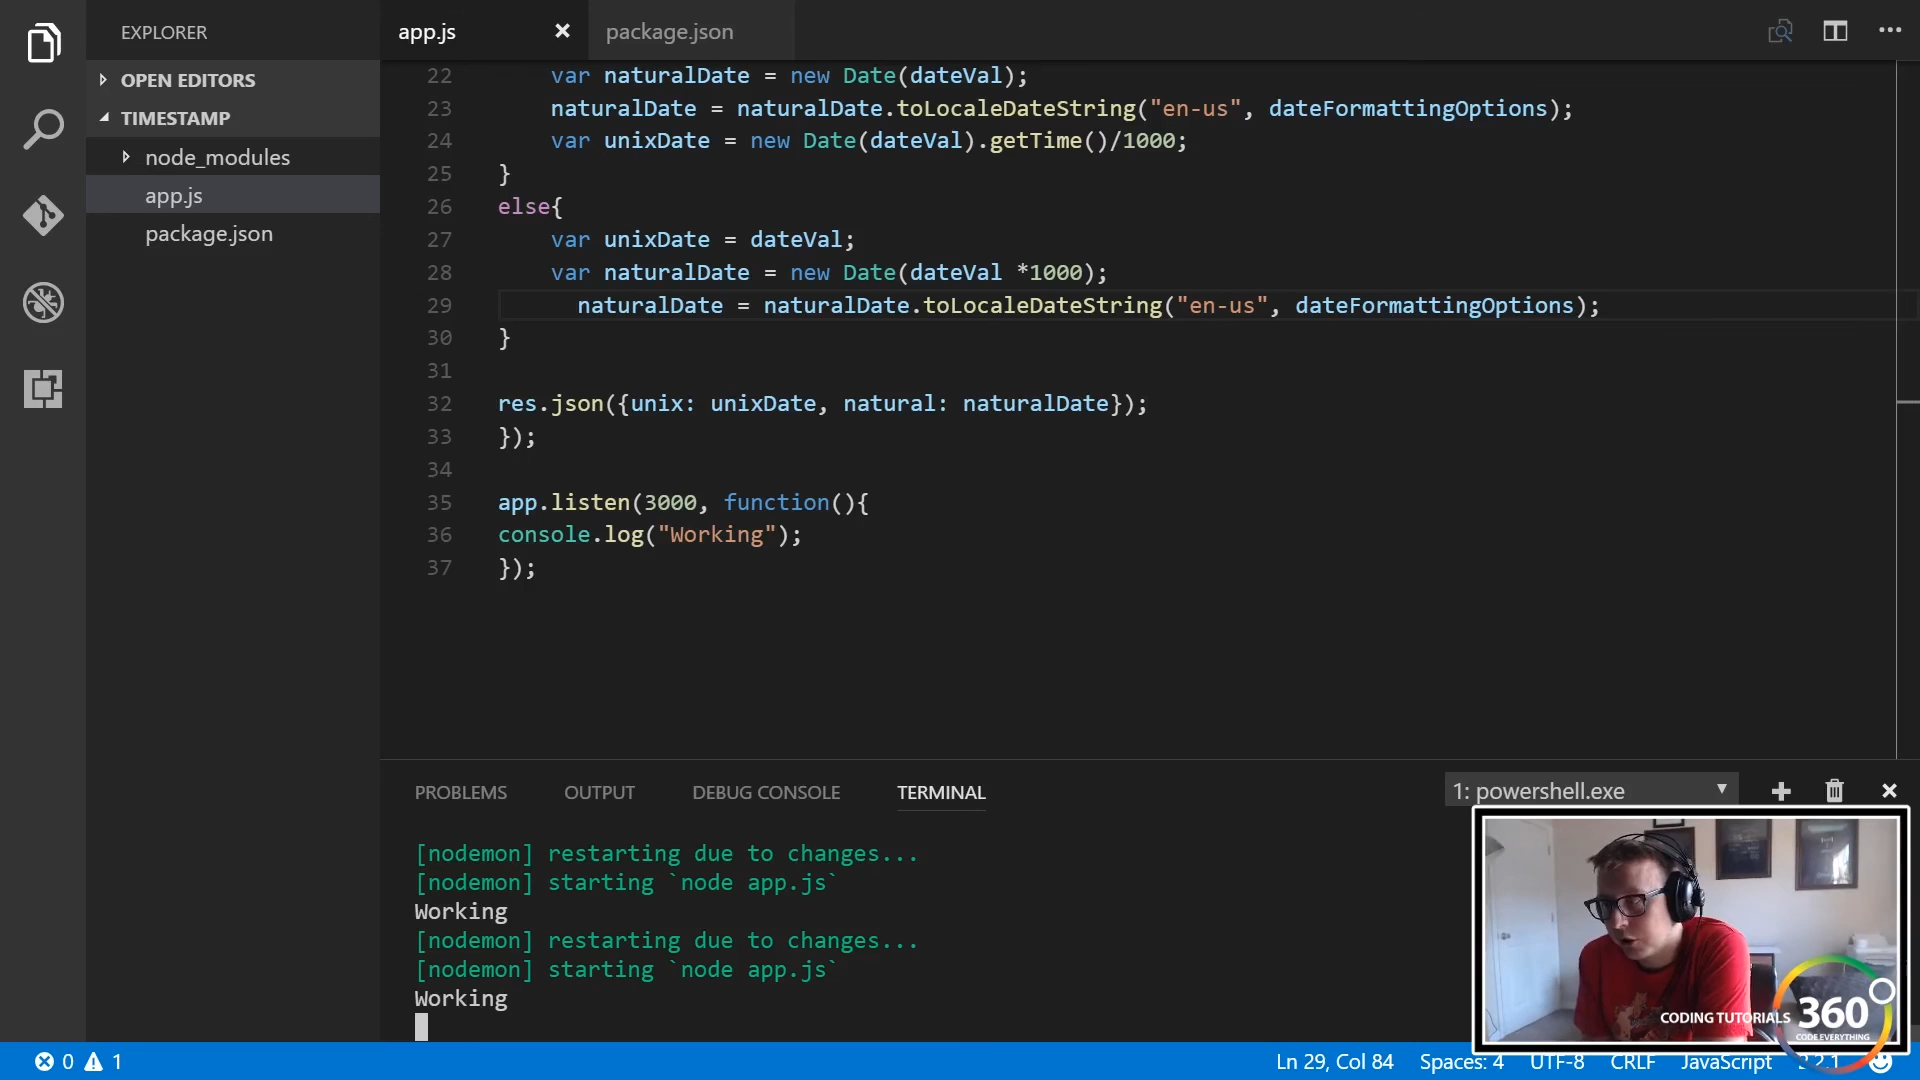 EXPLORER
OPEN EDITORS
TIMESTAMP
node_modules
app.js
package.json
app.js
package.json
22 var naturalDate = new Date(dateVal);
23 naturalDate = naturalDate.toLocaleDateString("en-us", dateFormattingOptions);
24 var unixDate = new Date(dateVal).getTime()/1000;
25 }
26 else{
27 var unixDate = dateVal;
28 var naturalDate = new Date(dateVal *1000);
29 naturalDate = naturalDate.toLocaleDateString("en-us", dateFormattingOptions);
30 }
31
32 res.json({unix: unixDate, natural: naturalDate});
33 });
34
35 app.listen(3000, function(){
36 console.log("Working");
37 });
PROBLEMS OUTPUT DEBUG CONSOLE TERMINAL 1: powershell.exe
[nodemon] restarting due to changes...
[nodemon] starting `node app.js`
Working
[nodemon] restarting due to changes...
[nodemon] starting `node app.js`
Working
CODING TUTORIALS 360
CODE EVERYTHING
0 1 Ln 29, Col 84 Spaces: 4 UTF-8 CRLF JavaScript 2.2.1